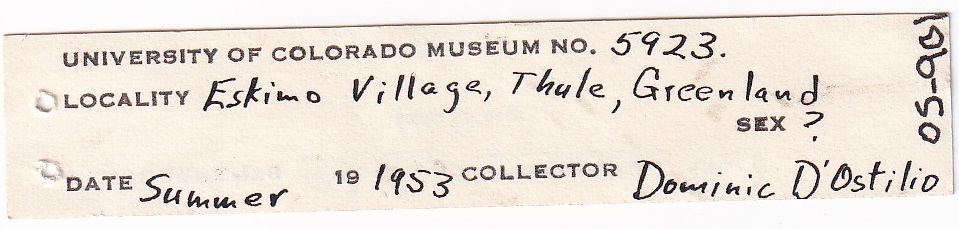 UNIVERSITY OF COLORADO MUSEUM NO. 5923.
LOCALITY Eskimo Village, Thule, Greenland
SEX ?
DATE Summer 19 1953 COLLECTOR Dominic D'Ostilio
05-901